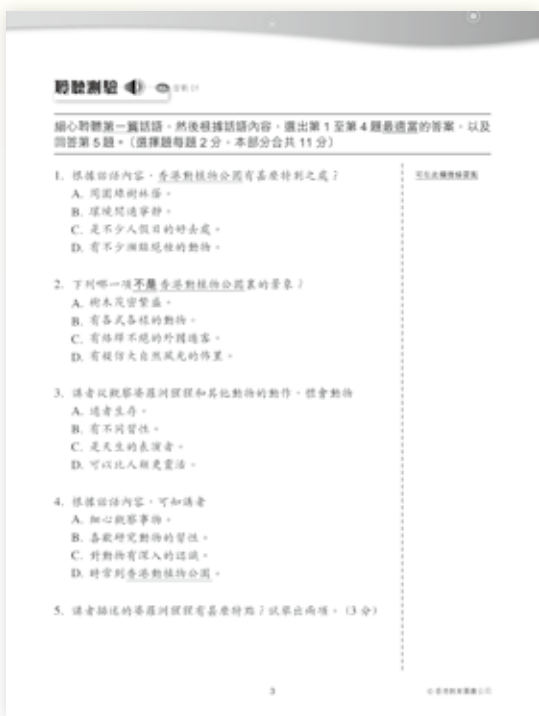 聆聽測驗
細心聆聽第一篇話語，然後根據話語內容，選出第 1 至第 4 題最適當的答案，以及
回答第 5 題。（選擇題每題 2 分，本部分合共 11 分）
1. 根據話語內容，香港動植物公園有甚麼特別之處？
A. 周圍綠樹林蔭。
B. 環境閒適寧靜。
C. 是不少人假日的好去處。
D. 有不少瀕臨絕種的動物。
2. 下列哪一項不是香港動植物公園裏的景象？
A. 樹木茂密繁盛。
B. 有各式各樣的動物。
C. 有絡繹不絕的外國遊客。
D. 有模仿大自然風光的佈置。
3. 講者從觀察婆羅洲猩猩和其他動物的動作，體會動物
A. 適者生存。
B. 有不同習性。
C. 是天生的表演者。
D. 可以比人類更靈活。
4. 根據話語內容，可知講者
A. 細心觀察事物。
B. 喜歡研究動物的習性。
C. 對動物有深入的認識。
D. 時常到香港動植物公園。
5. 講者描述的婆羅洲猩猩有甚麼特點？試舉出兩項。（3 分）
3